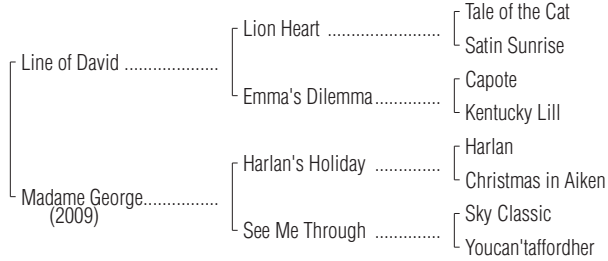 Tale of the Cat
Lion Heart ........................
Satin Sunrise
Line of David ....................
Capote
Emma's Dilemma..............
Kentucky Lill
Harlan
Harlan's Holiday ..............
Christmas in Aiken
Madame George................
(2009)
Sky Classic
See Me Through ..............
Youcan'taffordher